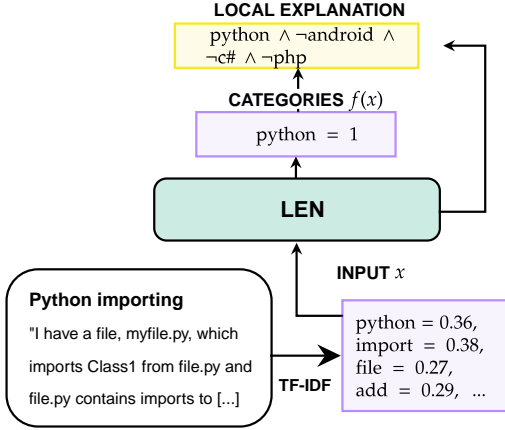 LOCAL EXPLANATION
python ∧ ¬android ∧
¬c# ∧ ¬php
CATEGORIES f(x)
python = 1
LEN
INPUT x
Python importing
"I have a file, myfile.py, which
imports Class1 from file.py and
file.py contains imports to [...]
TF-IDF
python = 0.36,
import = 0.38,
file = 0.27,
add = 0.29, ...